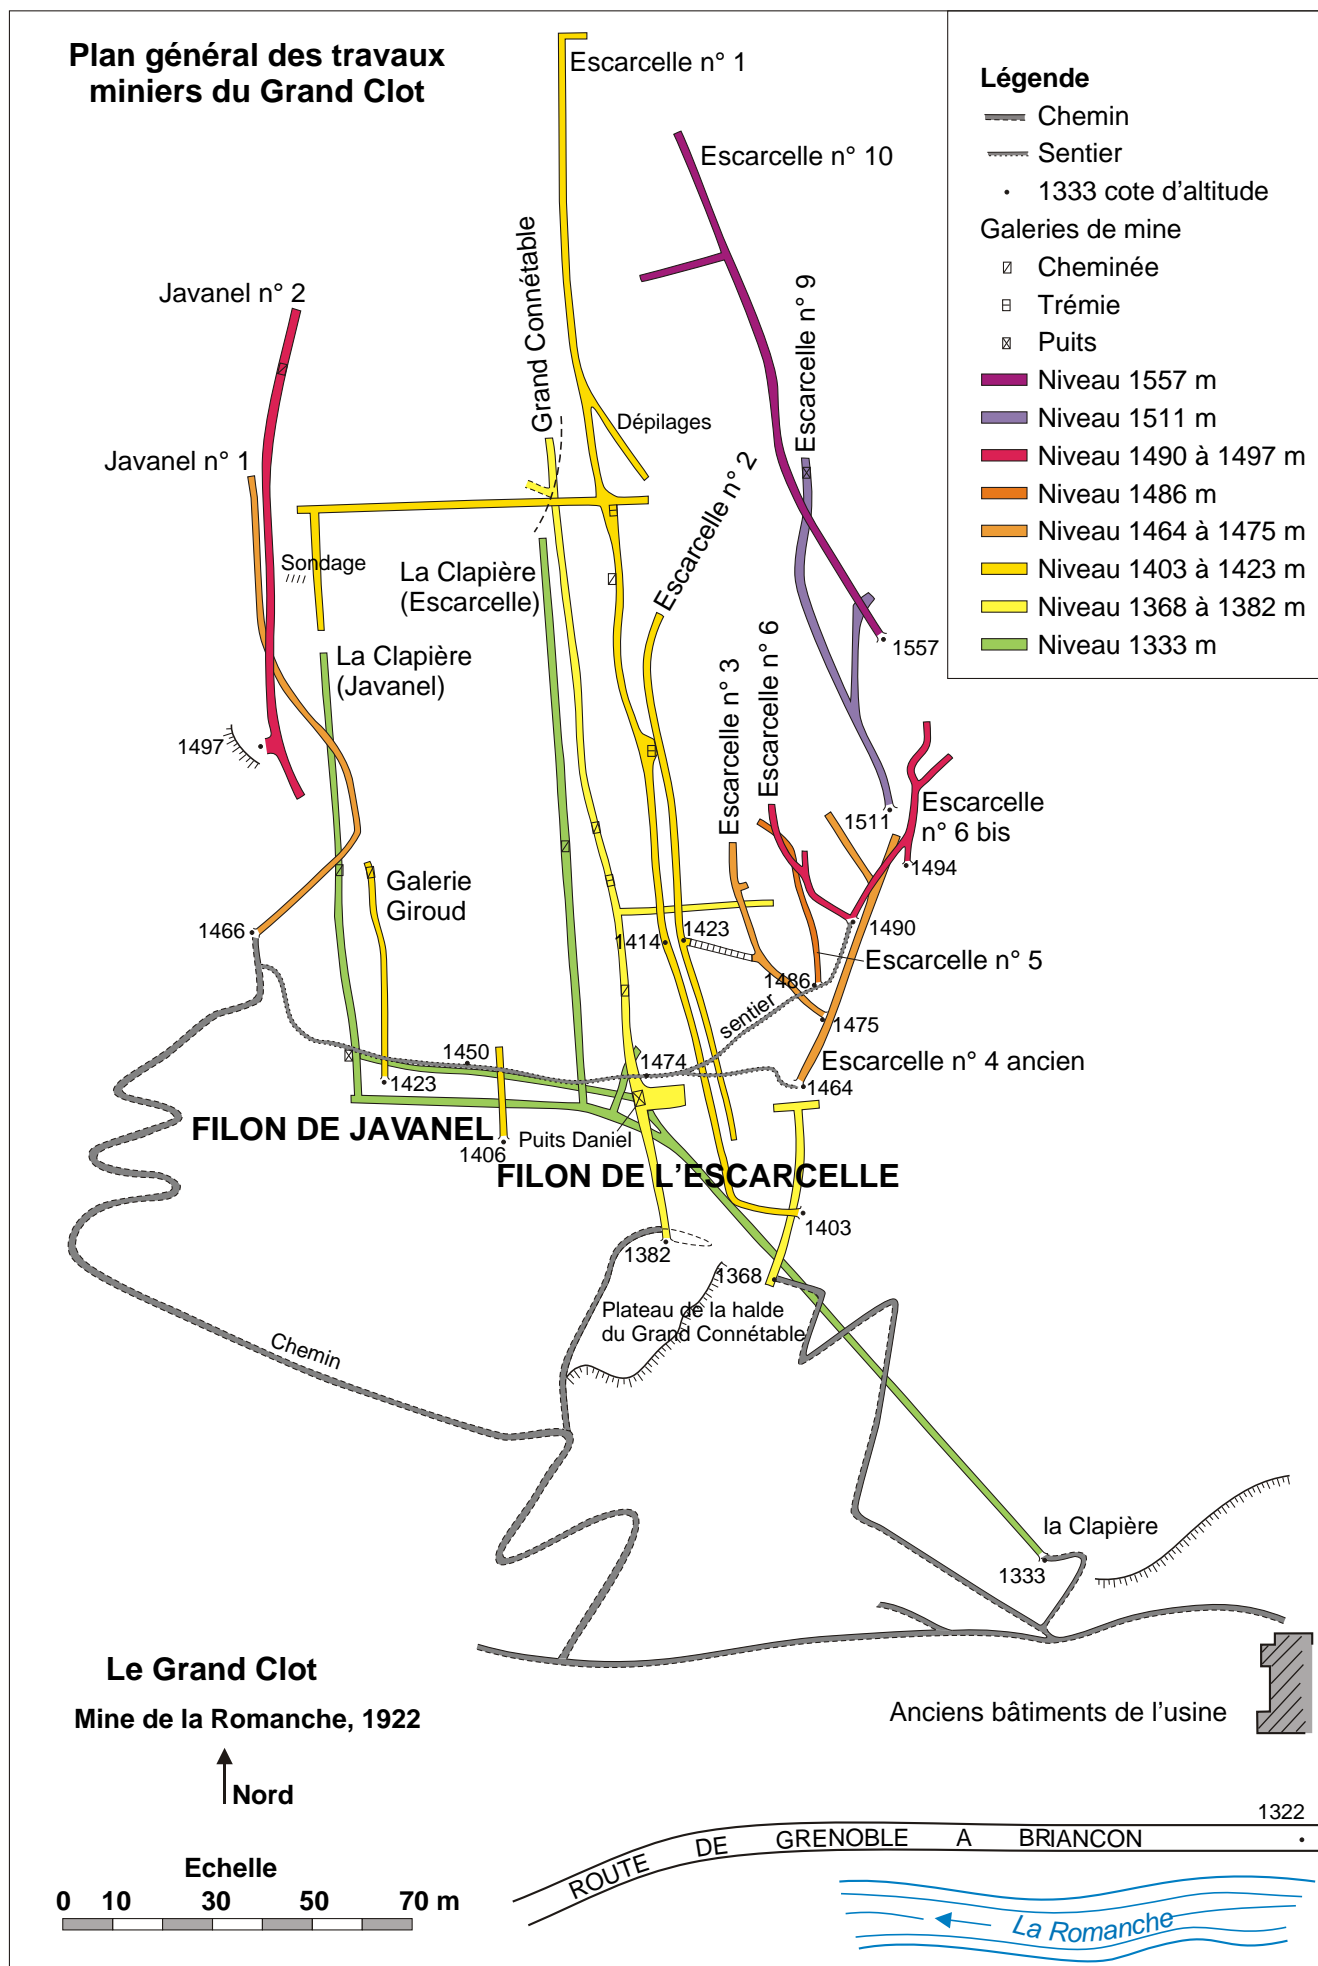 Plan général des travaux
miniers du Grand Clot
Escarcelle n° 1
Escarcelle n° 10
Grand Connétable
Escarcelle n° 9
Javanel n° 2
Javanel n° 1
Dépilages
Escarcelle n° 2
Sondage
La Clapière
(Escarcelle)
La Clapière
(Javanel)
Escarcelle n° 3
Escarcelle n° 6
1557
1497
1511
Escarcelle
n° 6 bis
1494
Galerie
Giroud
1466
1414
1423
1490
Escarcelle n° 5
1486
sentier
1475
1450
1474
Escarcelle n° 4 ancien
1464
1423
FILON DE JAVANEL
1406
Puits Daniel
FILON DE L'ESCARCELLE
1403
1382
1368
Plateau de la halde
du Grand Connétable
Chemin
la Clapière
1333
Légende
Chemin
Sentier
1333 cote d'altitude
Galeries de mine
Cheminée
Trémie
Puits
Niveau 1557 m
Niveau 1511 m
Niveau 1490 à 1497 m
Niveau 1486 m
Niveau 1464 à 1475 m
Niveau 1403 à 1423 m
Niveau 1368 à 1382 m
Niveau 1333 m
Le Grand Clot
Mine de la Romanche, 1922
Nord
Echelle
0 10 30 50 70 m
Anciens bâtiments de l'usine
1322
ROUTE DE GRENOBLE A BRIANCON
La Romanche